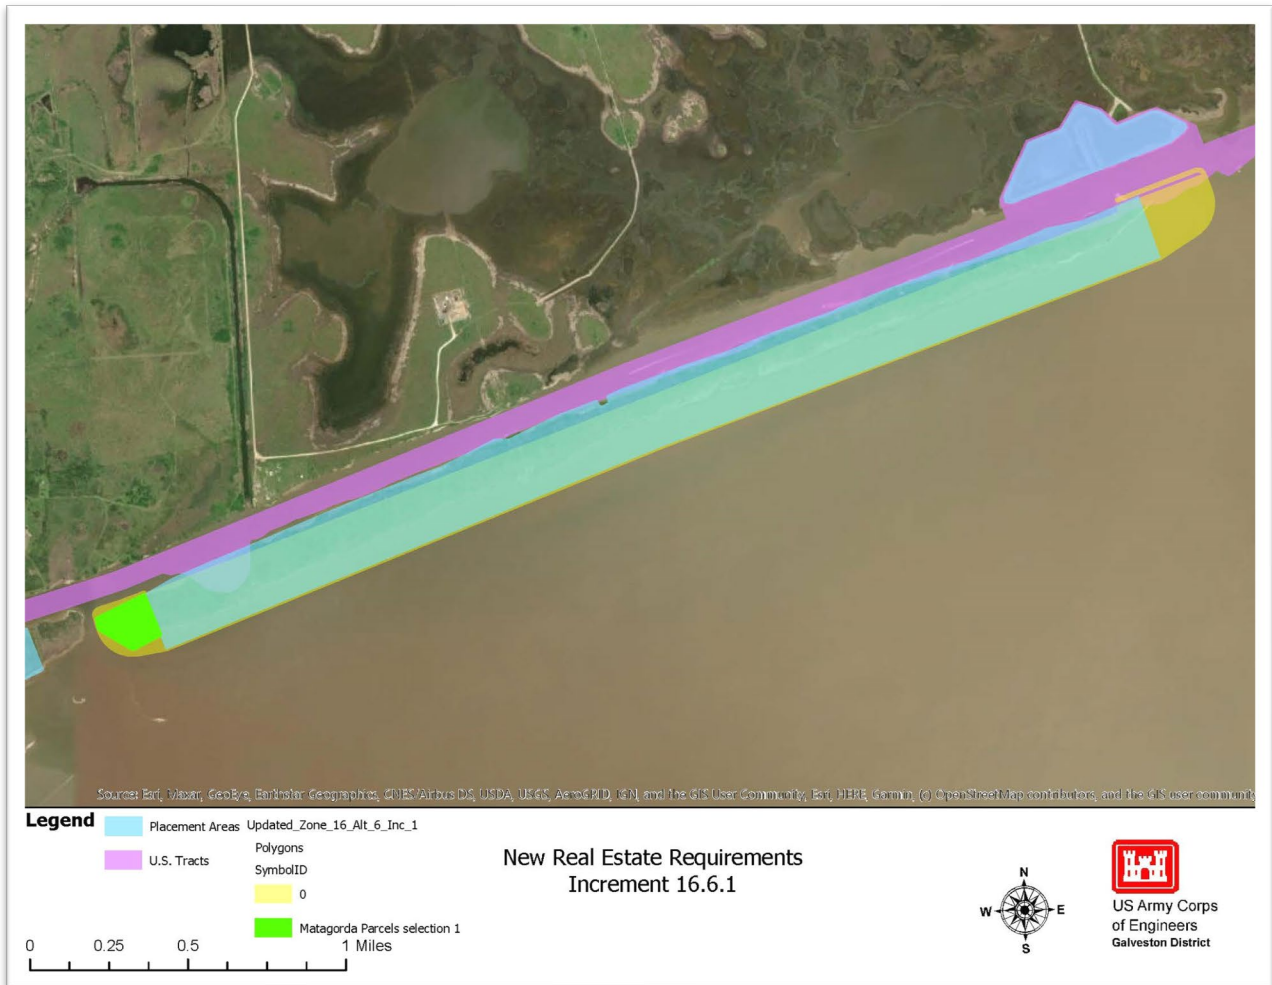 Source: Esri, Maxar, GeoEye, Earthstar Geographics, CNES/Airbus DS, USDA, USGS, AeroGRID, IGN, and the GIS User Community, Esri, HERE, Garmin, (c) OpenStreetMap contributors, and the GIS user community
Legend
Placement Areas
U.S. Tracts
Updated_Zone_16_Alt_6_Inc_1
Polygons
SymbolID
0
Matagorda Parcels selection 1
0 0.25 0.5 1 Miles
New Real Estate Requirements
Increment 16.6.1
N
W E
S
US Army Corps
of Engineers
Galveston District